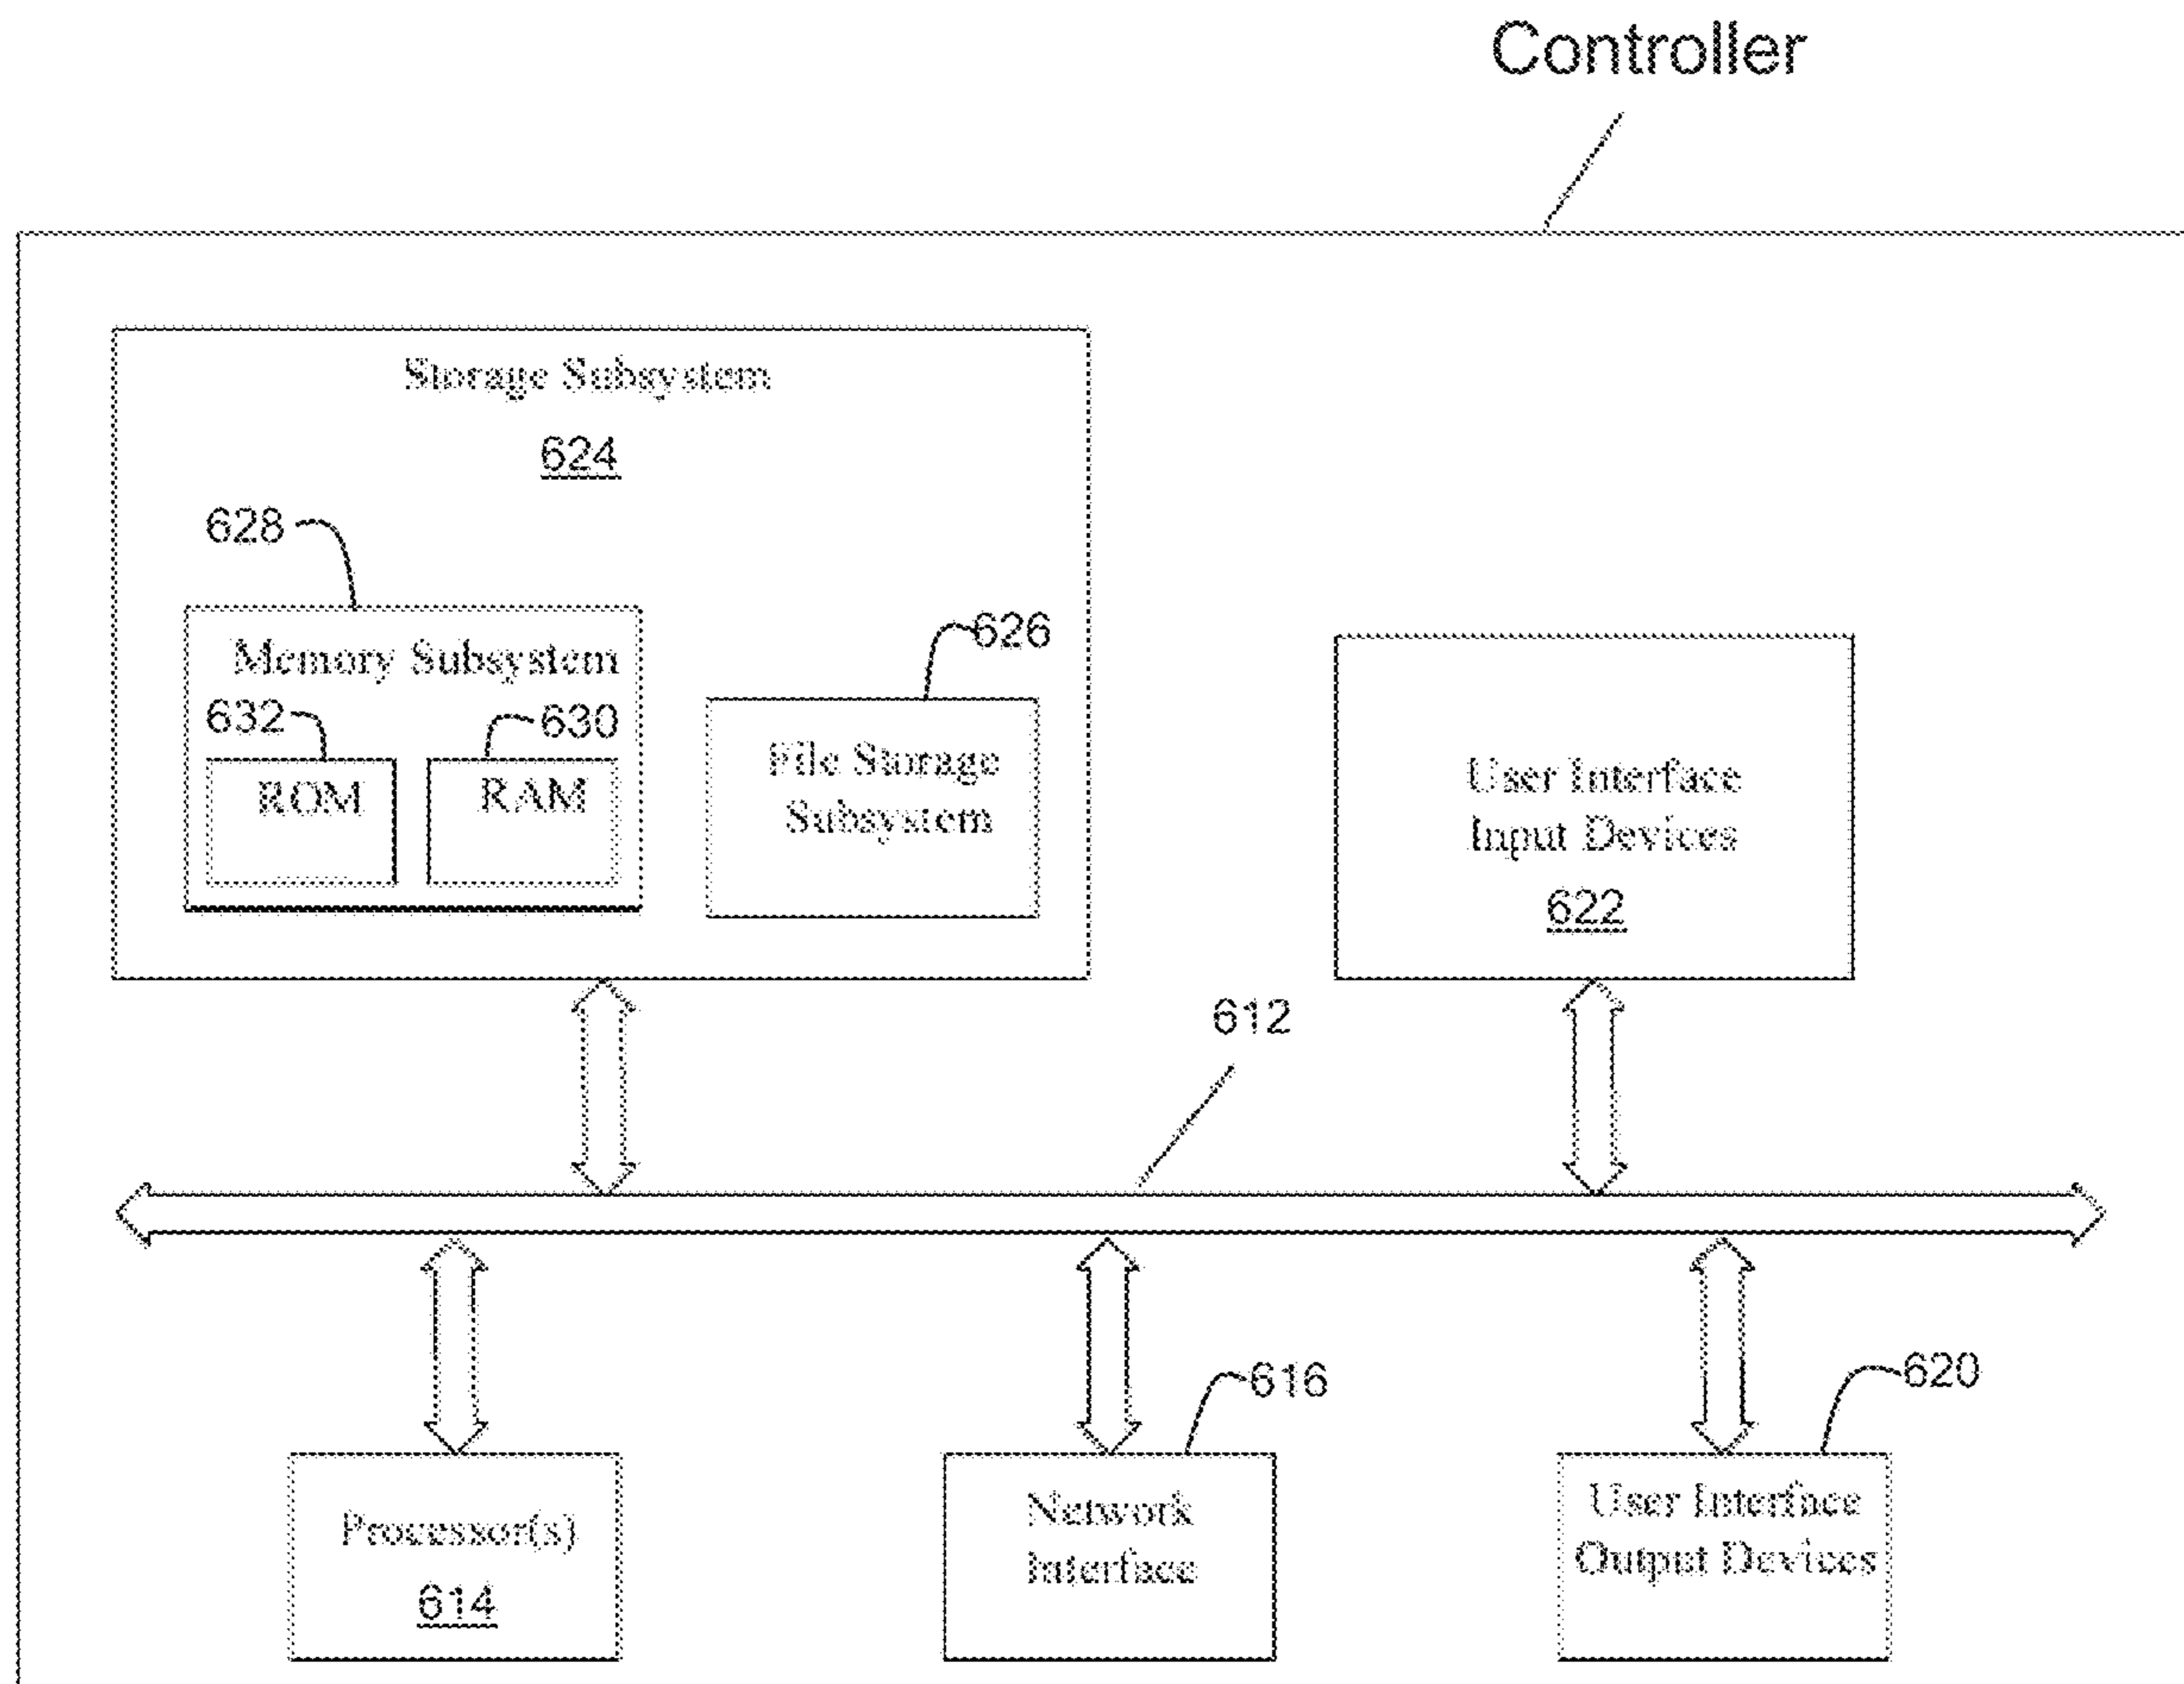 Controller
Storage Subsystem
624
628
Memory Subsystem
626
632
630
ROM
RAM
File Storage
Subsystem
User Interface
Input Devices
622
612
616
620
Processor(s)
614
Network
Interface
User Interface
Output Devices